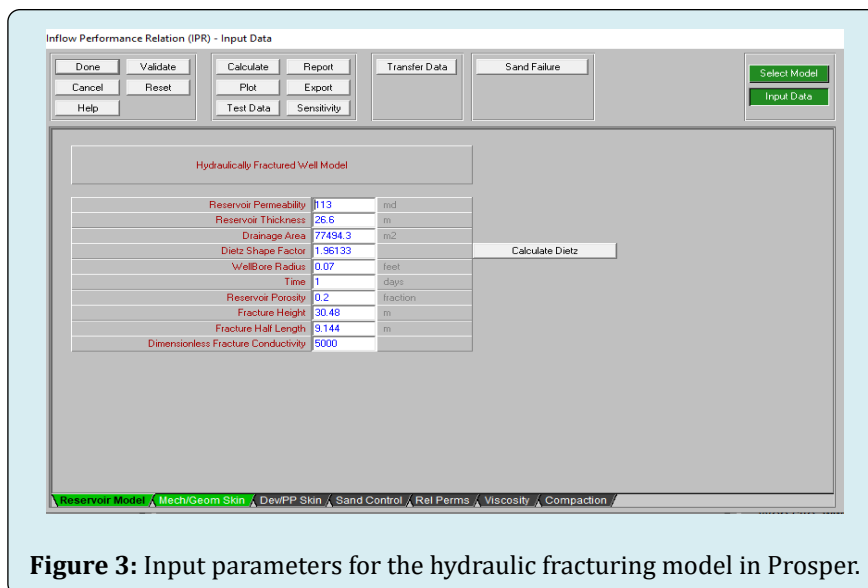 Inflow Performance Relation (IPR) - Input Data
Done Validate Calculate Report Transfer Data Sand Failure Select Model
Cancel Reset Plot Export Input Data
Help Test Data Sensitivity
Hydraulically Fractured Well Model
Reservoir Permeability 113 md
Reservoir Thickness 26.6 m
Drainage Area 77494.3 m2
Dietz Shape Factor 1.96133 Calculate Dietz
WellBore Radius 0.07 feet
Time 1 days
Reservoir Porosity 0.2 fraction
Fracture Height 30.48 m
Fracture Half Length 9.144 m
Dimensionless Fracture Conductivity 5000
Reservoir Model Mech/Geom Skin Dev/PP Skin Sand Control Rel Perms Viscosity Compaction
Figure 3: Input parameters for the hydraulic fracturing model in Prosper.